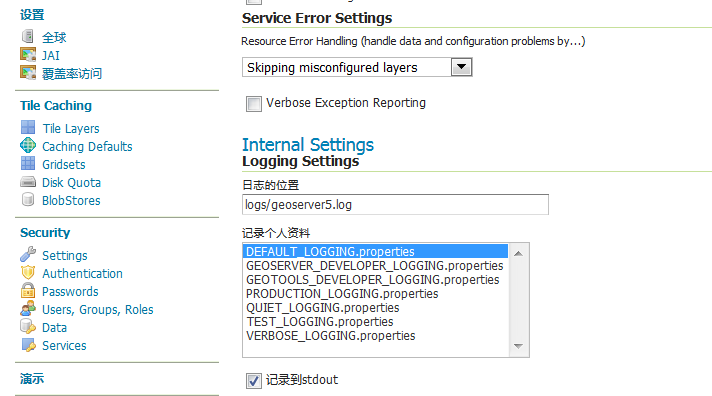 设置
全球
JAI
覆盖率访问
Tile Caching
Tile Layers
Caching Defaults
Gridsets
Disk Quota
BlobStores
Security
Settings
Authentication
Passwords
Users, Groups, Roles
Data
Services
演示
Service Error Settings
Resource Error Handling (handle data and configuration problems by...)
Skipping misconfigured layers
Verbose Exception Reporting
Internal Settings
Logging Settings
日志的位置
logs/geoserver5.log
记录个人资料
DEFAULT_LOGGING.properties
GEOSERVER_DEVELOPER_LOGGING.properties
GEOTOOLS_DEVELOPER_LOGGING.properties
PRODUCTION_LOGGING.properties
QUIET_LOGGING.properties
TEST_LOGGING.properties
VERBOSE_LOGGING.properties
记录到stdout